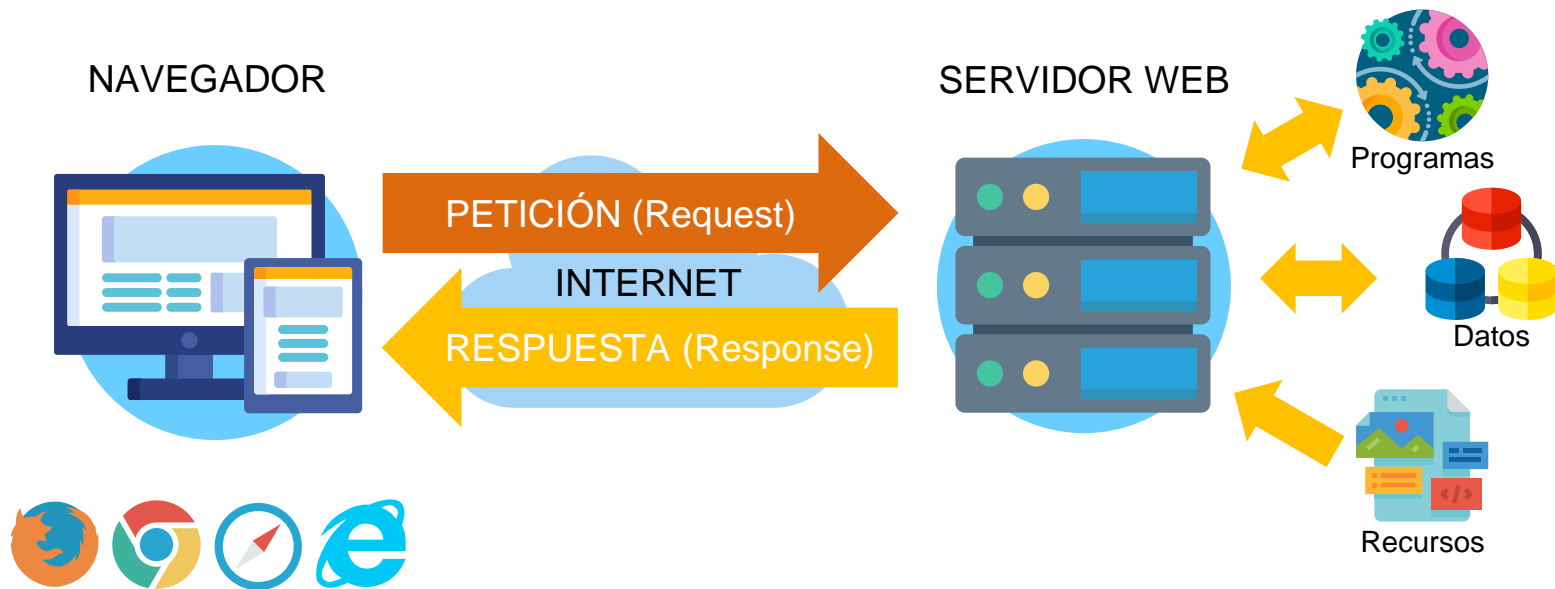 NAVEGADOR
SERVIDOR WEB
Programas
PETICIÓN (Request)
INTERNET
RESPUESTA (Response)
Datos
Recursos